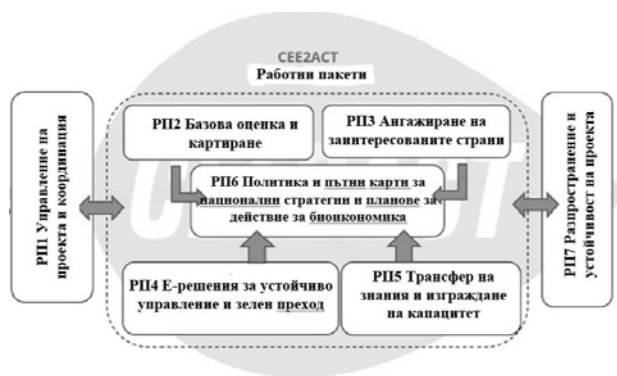 CEE2ACT
Работни пакети
РП1 Управление на
проекта и координация
РП2 Базова оценка и
картиране
РП3 Ангажиране на
заинтересованите страни
РП6 Политика и пътни карти за
национални стратегии и планове за
действие за биоикономика
РП4 Е-решения за устойчиво
управление и зелен преход
РП5 Трансфер на
знания и изграждане
на капацитет
РП7 Разпространение и
устойчивост на проекта